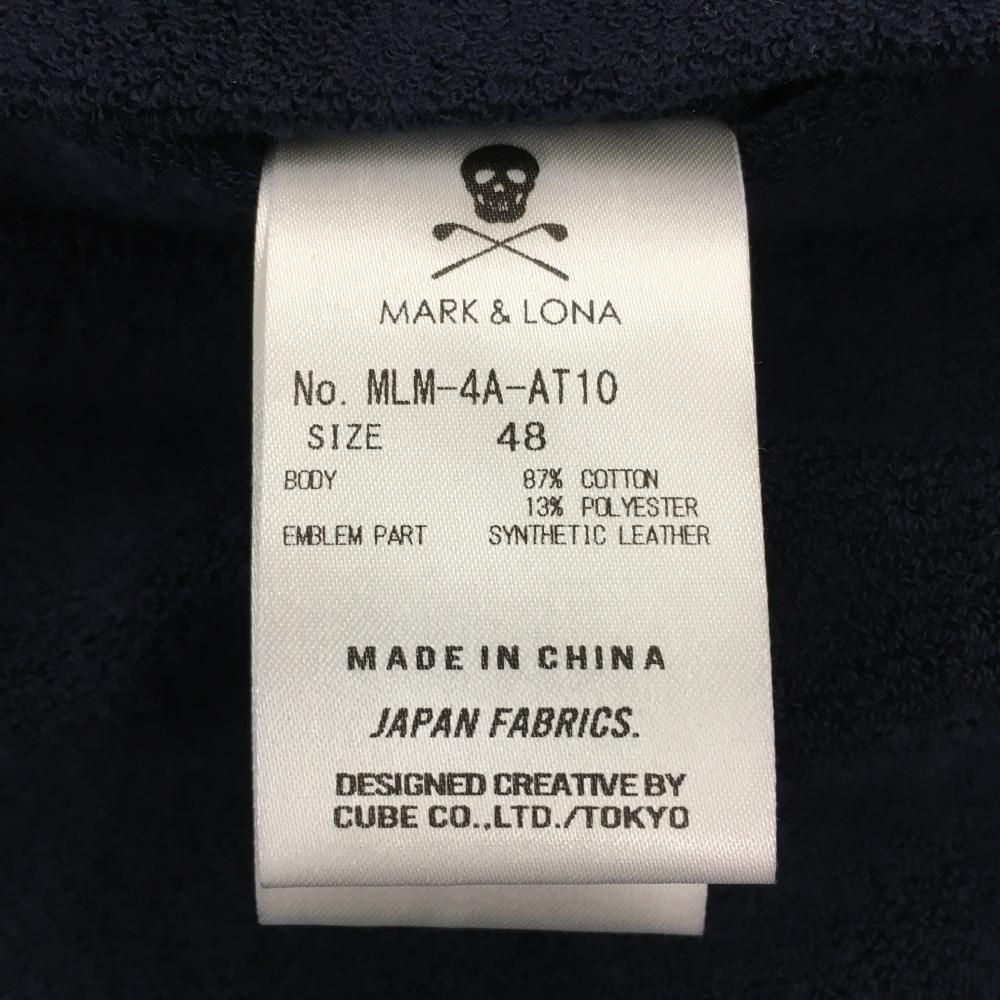 MARK & LONA
No. MLM-4A-AT10
SIZE 48
BODY 87% COTTON
13% POLYESTER
EMBLEM PART SYNTHETIC LEATHER
MADE IN CHINA
JAPAN FABRICS.
DESIGNED CREATIVE BY
CUBE CO.,LTD./TOKYO